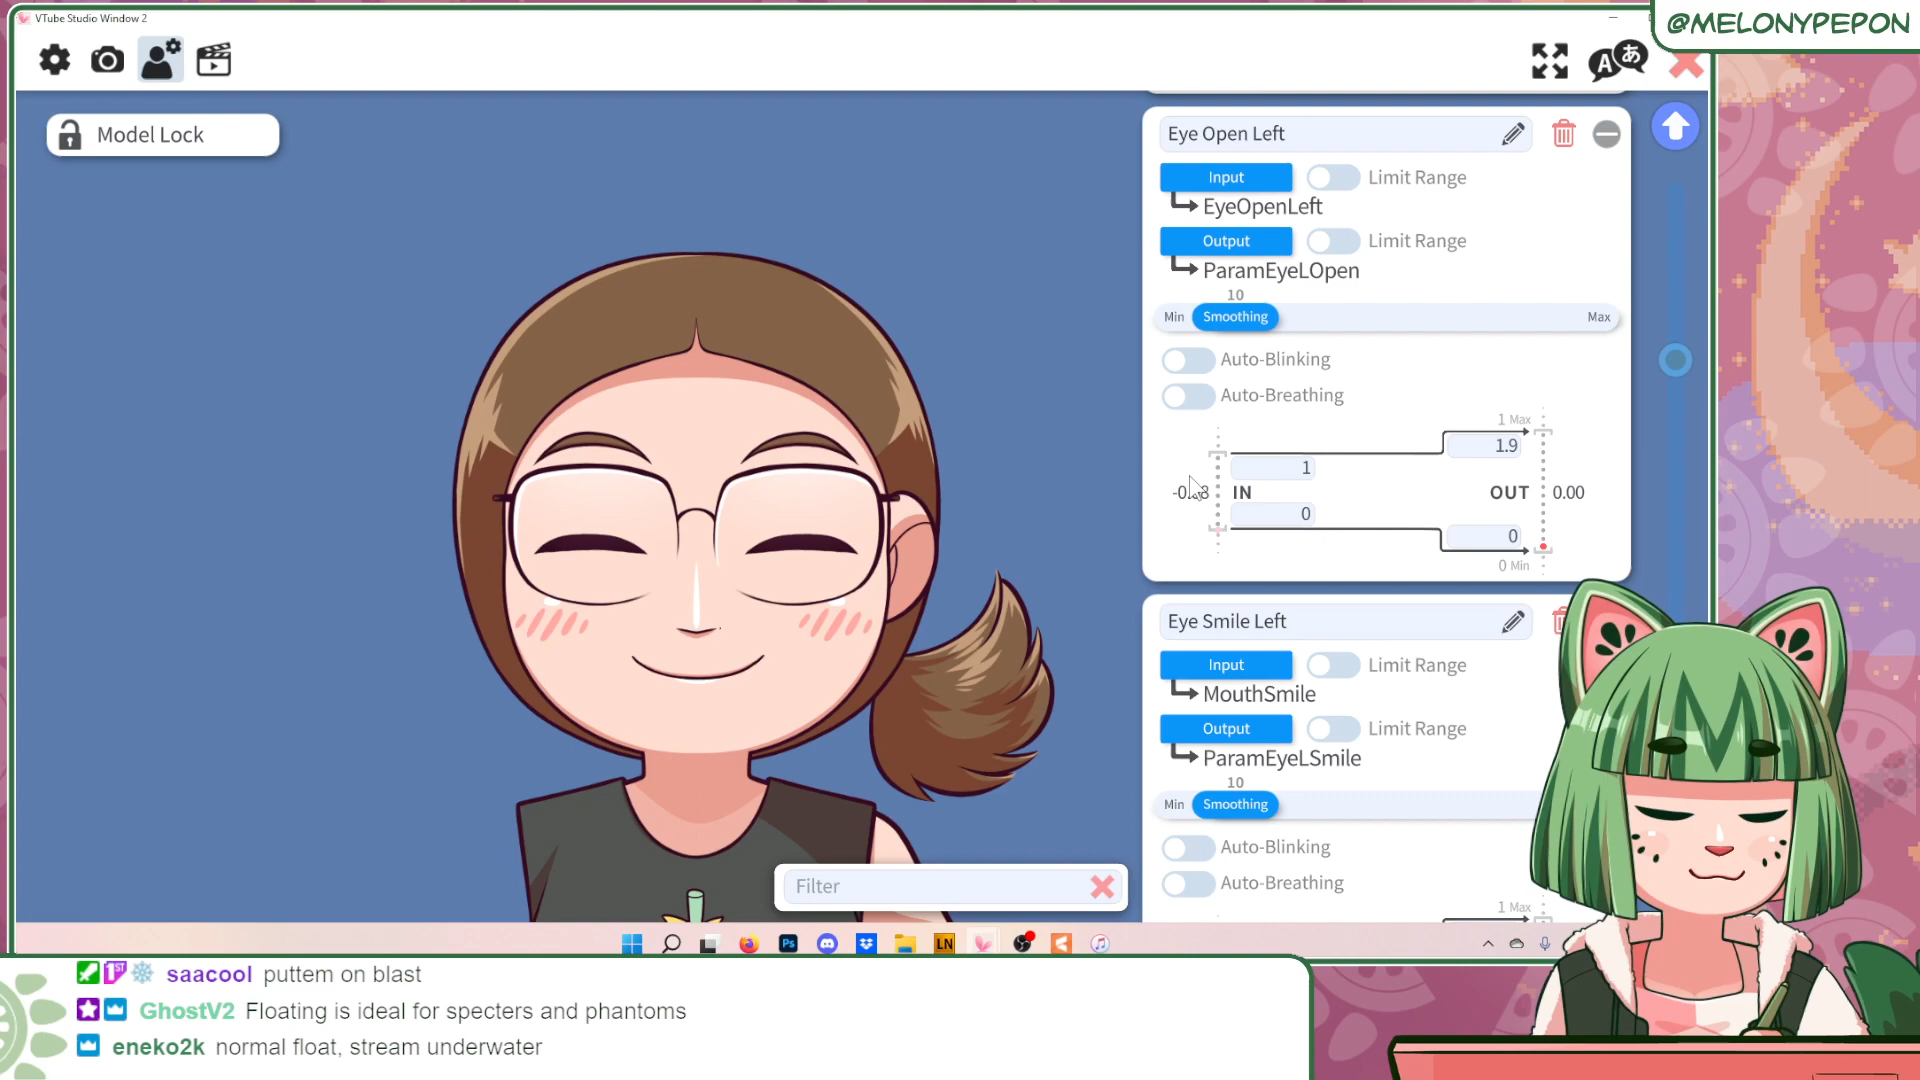 VTube Studio Window 2
@MELONYPEPON
A あ
Model Lock
Eye Open Left
Input
Limit Range
EyeOpenLeft
Output
Limit Range
ParamEyeLOpen
10
Min
Smoothing
Max
Auto-Blinking
Auto-Breathing
1 Max
1.9
1
IN
OUT
0.00
0
0
0 Min
Eye Smile Left
Input
Limit Range
MouthSmile
Output
Limit Range
ParamEyeLSmile
10
Min
Smoothing
Auto-Blinking
Auto-Breathing
1 Max
Filter
Ps
LN
1ST saacool puttem on blast
GhostV2 Floating is ideal for specters and phantoms
eneko2k normal float, stream underwater